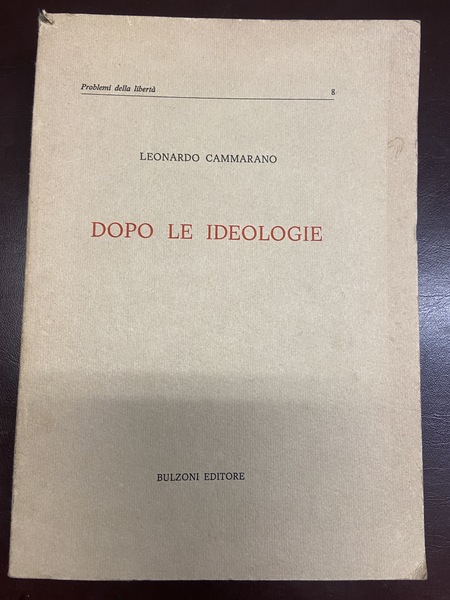 Problemi della libertà 8
LEONARDO CAMMARANO
DOPO LE IDEOLOGIE
BULZONI EDITORE